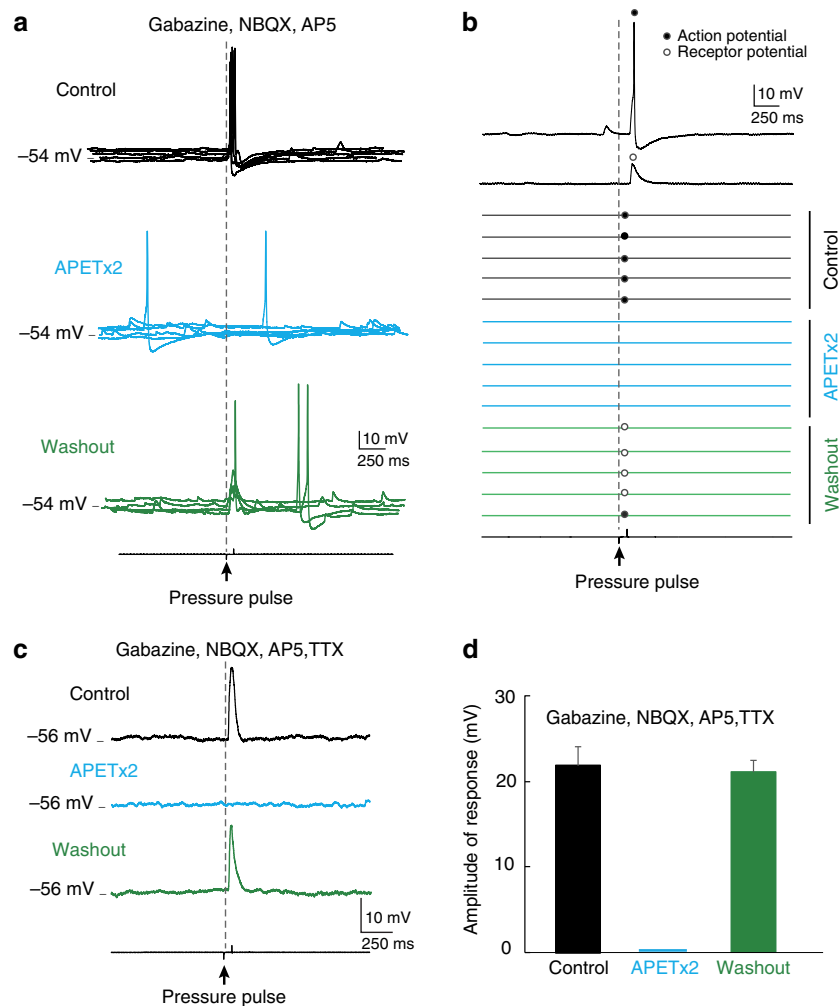 a
Gabazine, NBQX, AP5
Control
–54 mV
APETx2
–54 mV
Washout
10 mV
250 ms
–54 mV
Pressure pulse
b
Action potential
Receptor potential
10 mV
250 ms
Control
APETx2
Washout
Pressure pulse
c
Gabazine, NBQX, AP5,TTX
Control
–56 mV
APETx2
–56 mV
Washout
–56 mV
10 mV
250 ms
Pressure pulse
d
Gabazine, NBQX, AP5,TTX
Amplitude of response (mV)
30
20
10
0
Control APETx2 Washout